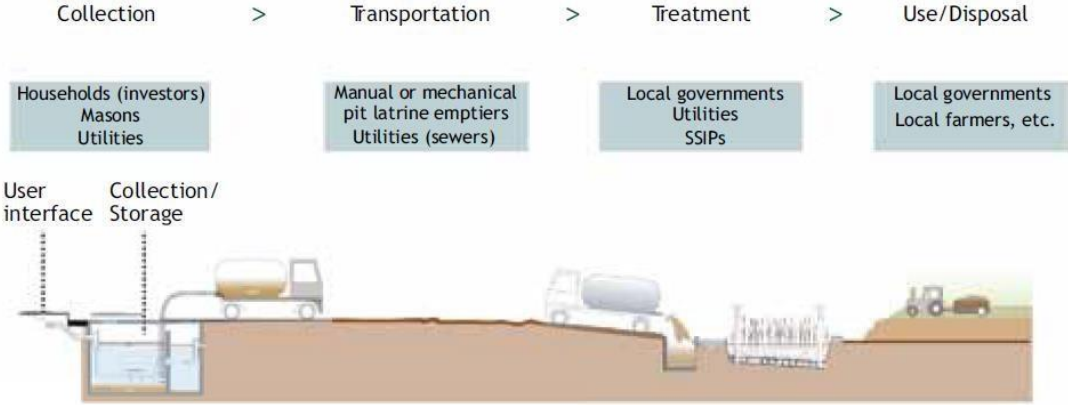 Collection > Transportation > Treatment > Use/Disposal
Households (investors)
Masons
Utilities
Manual or mechanical
pit latrine emptiers
Utilities (sewers)
Local governments
Utilities
SSIPs
Local governments
Local farmers, etc.
User
interface
Collection/
Storage